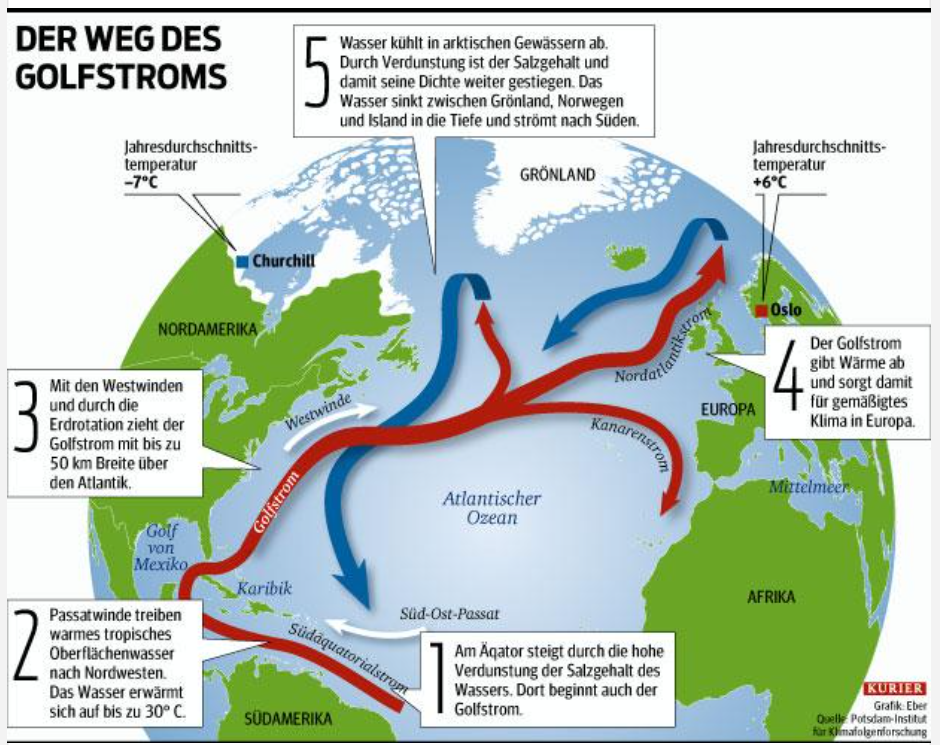 DER WEG DES
GOLFSTROMS
5
Wasser kühlt in arktischen Gewässern ab.
Durch Verdunstung ist der Salzgehalt und
damit seine Dichte weiter gestiegen. Das
Wasser sinkt zwischen Grönland, Norwegen
und Island in die Tiefe und strömt nach Süden.
Jahresdurchschnitts-
temperatur
–7°C
GRÖNLAND
Jahresdurchschnitts-
temperatur
+6°C
Churchill
Oslo
NORDAMERIKA
Nordatlantikstrom
4
Der Golfstrom
gibt Wärme ab
und sorgt damit
für gemäßigtes
Klima in Europa.
3
Mit den Westwinden
und durch die
Erdrotation zieht der
Golfstrom mit bis zu
50 km Breite über
den Atlantik.
Westwinde
EUROPA
Kanarenstrom
Golfstrom
Atlantischer
Ozean
Mittelmeer
Golf
von
Mexiko
Karibik
AFRIKA
2
Passatwinde treiben
warmes tropisches
Oberflächenwasser
nach Nordwesten.
Das Wasser erwärmt
sich auf bis zu 30° C.
Süd-Ost-Passat
Südäquatorialstrom
1
Am Äqator steigt durch die hohe
Verdunstung der Salzgehalt des
Wassers. Dort beginnt auch der
Golfstrom.
SÜDAMERIKA
KURIER
Grafik: Eber
Quelle: Potsdam-Institut
für Klimafolgenforschung